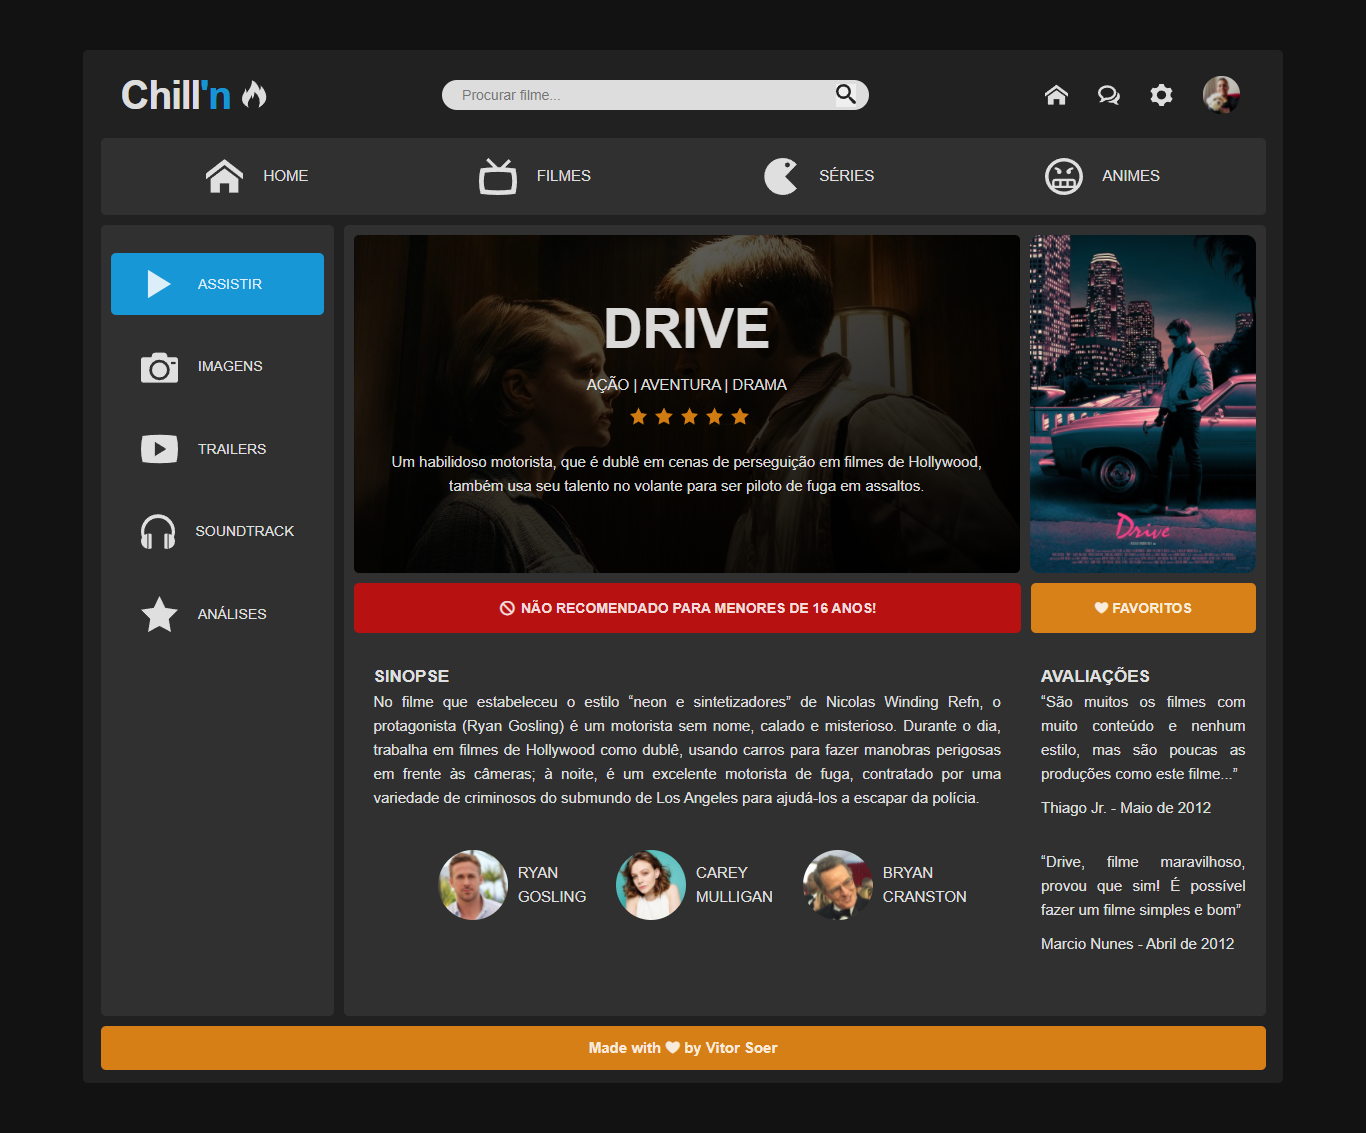 Chill'n
Procurar filme...
HOME
FILMES
SÉRIES
ANIMES
ASSISTIR
IMAGENS
TRAILERS
SOUNDTRACK
ANÁLISES
DRIVE
AÇÃO | AVENTURA | DRAMA
Um habilidoso motorista, que é dublê em cenas de perseguição em filmes de Hollywood,
também usa seu talento no volante para ser piloto de fuga em assaltos.
Drive
NÃO RECOMENDADO PARA MENORES DE 16 ANOS!
FAVORITOS
SINOPSE
No filme que estabeleceu o estilo “neon e sintetizadores” de Nicolas Winding Refn, o
protagonista (Ryan Gosling) é um motorista sem nome, calado e misterioso. Durante o dia,
trabalha em filmes de Hollywood como dublê, usando carros para fazer manobras perigosas
em frente às câmeras; à noite, é um excelente motorista de fuga, contratado por uma
variedade de criminosos do submundo de Los Angeles para ajudá-los a escapar da polícia.
RYAN
GOSLING
CAREY
MULLIGAN
BRYAN
CRANSTON
AVALIAÇÕES
“São muitos os filmes com
muito conteúdo e nenhum
estilo, mas são poucas as
produções como este filme...”
Thiago Jr. - Maio de 2012
“Drive, filme maravilhoso,
provou que sim! É possível
fazer um filme simples e bom”
Marcio Nunes - Abril de 2012
Made with ❤ by Vitor Soer